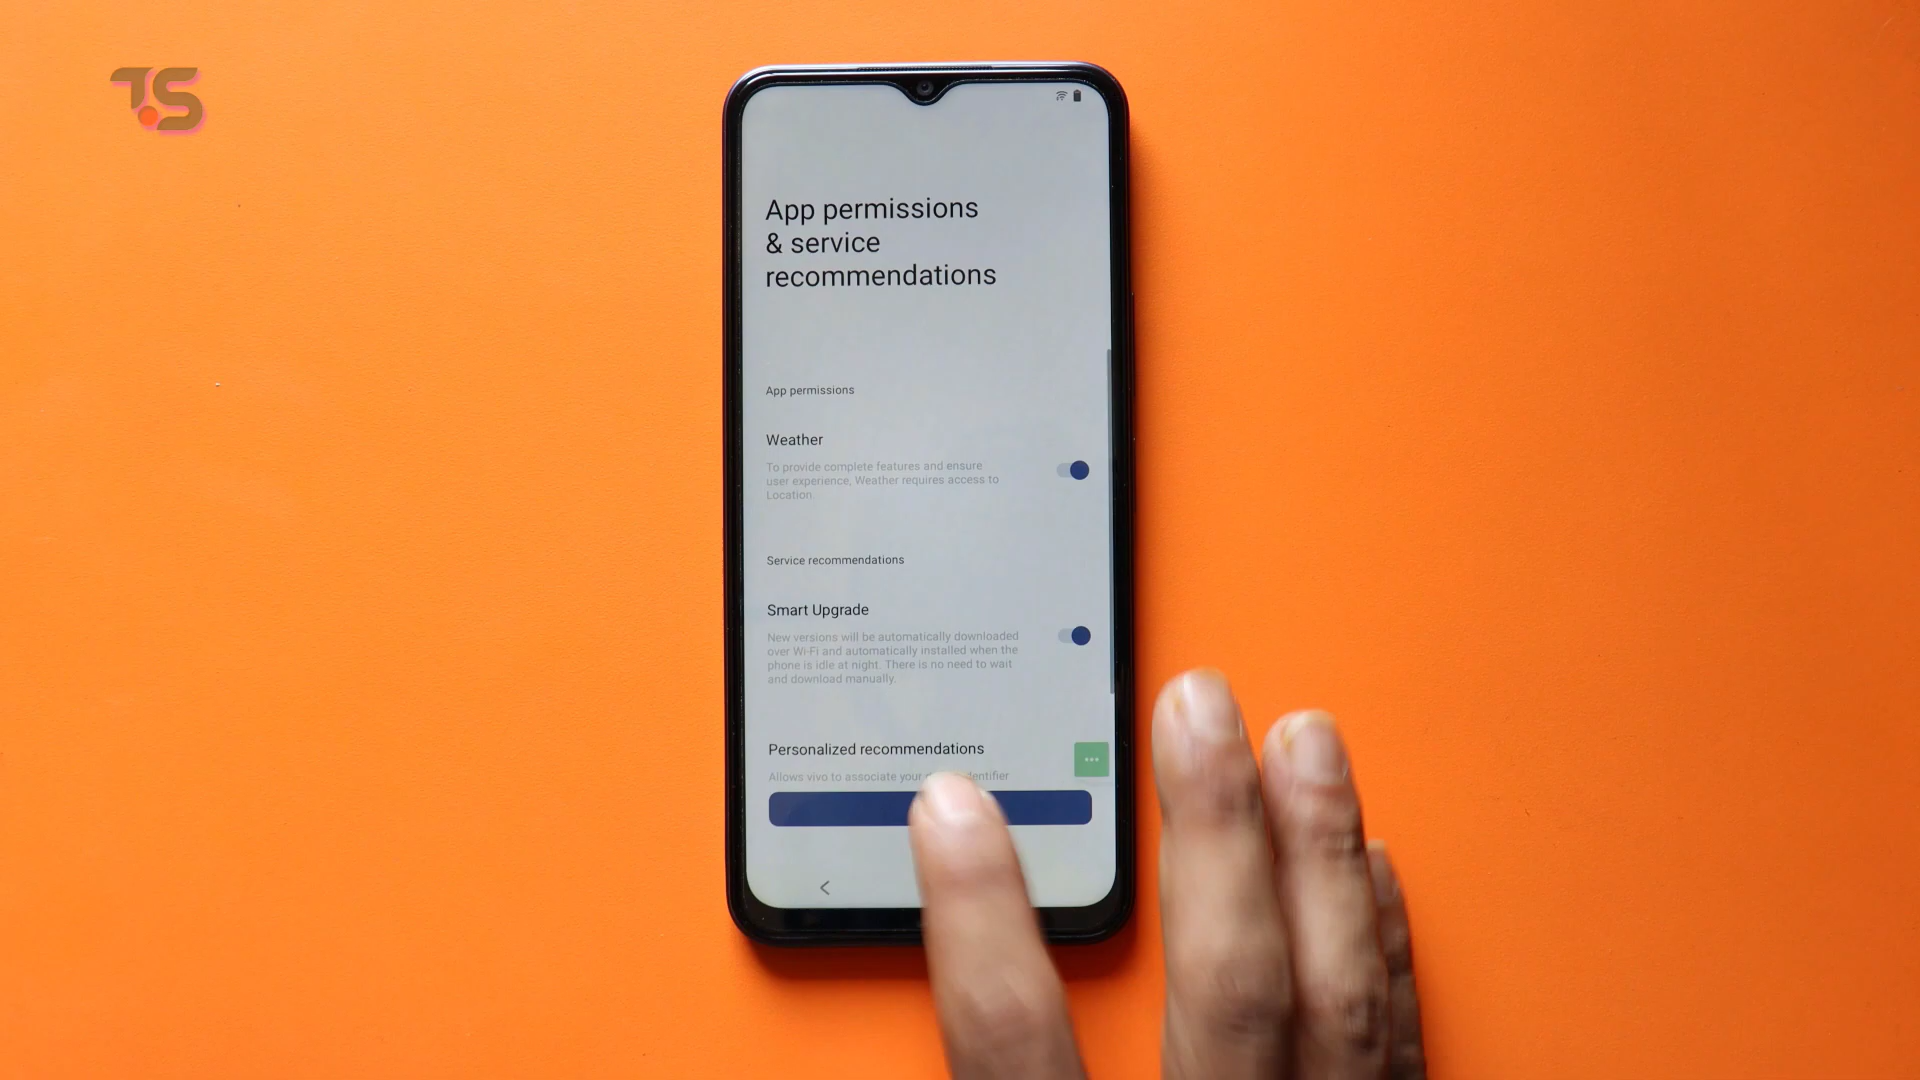 TS
App permissions
& service
recommendations
App permissions
Weather
To provide complete features and ensure
user experience, Weather requires access to
Location.
Service recommendations
Smart Upgrade
New versions will be automatically downloaded
over Wi-Fi and automatically installed when the
phone is idle at night. There is no need to wait
and download manually.
Personalized recommendations
Allows vivo to associate your identifier